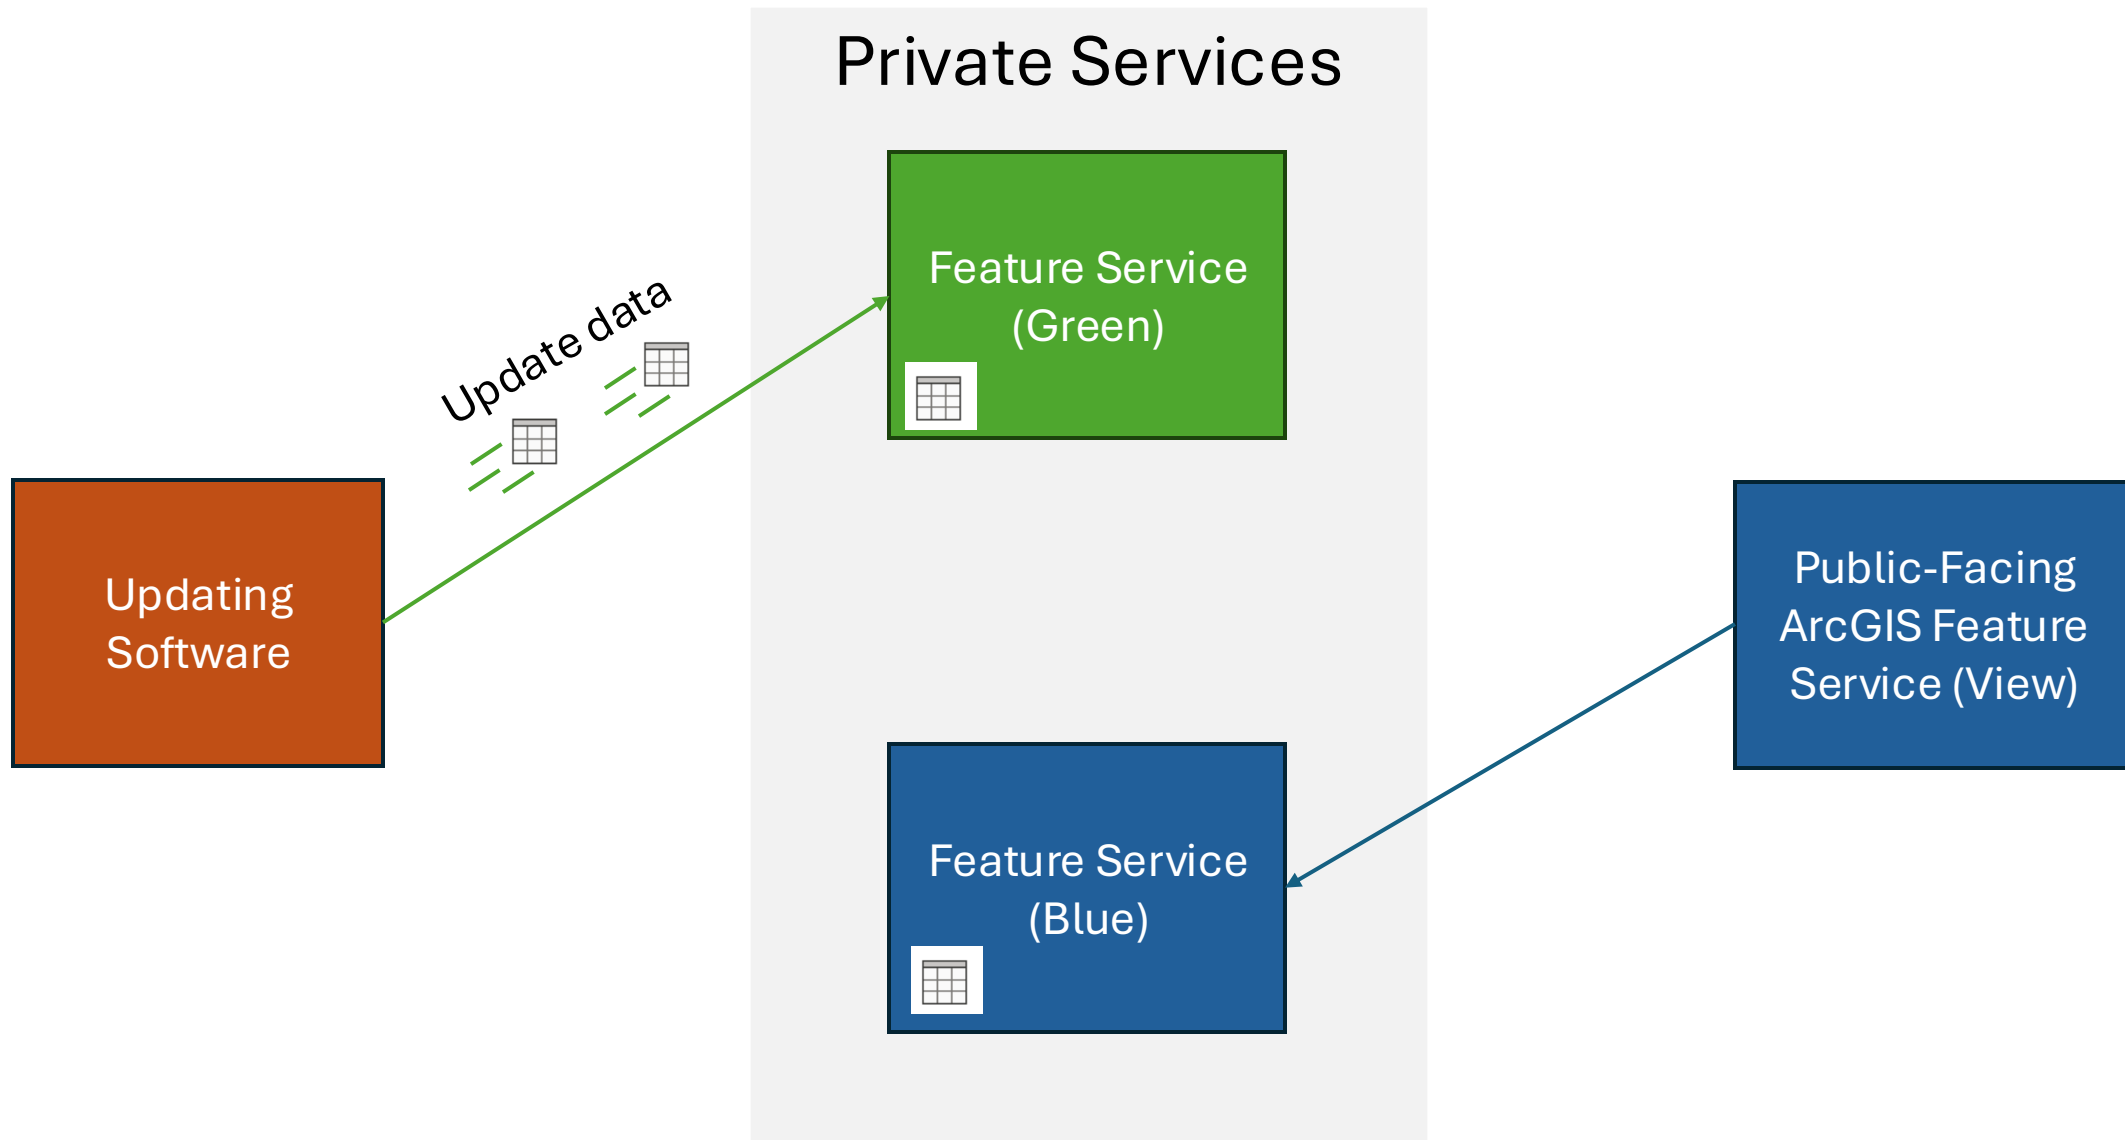 Private Services
Feature Service
(Green)
Update data
Updating
Software
Public-Facing
ArcGIS Feature
Service (View)
Feature Service
(Blue)